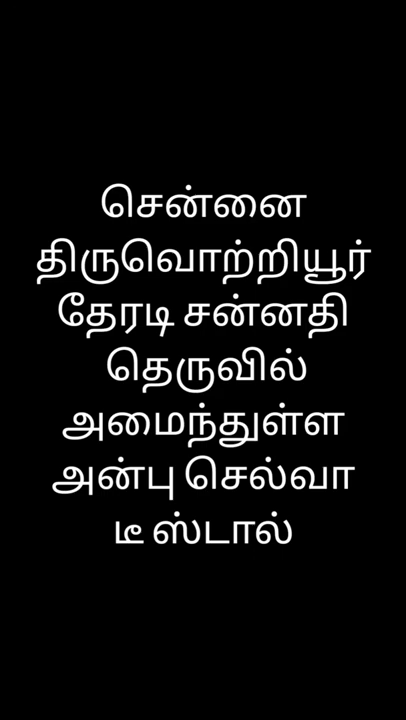 சென்னை
திருவொற்றியூர்
தேரடி சன்னதி
தெருவில்
அமைந்துள்ள
அன்பு செல்வா
டீ ஸ்டால்